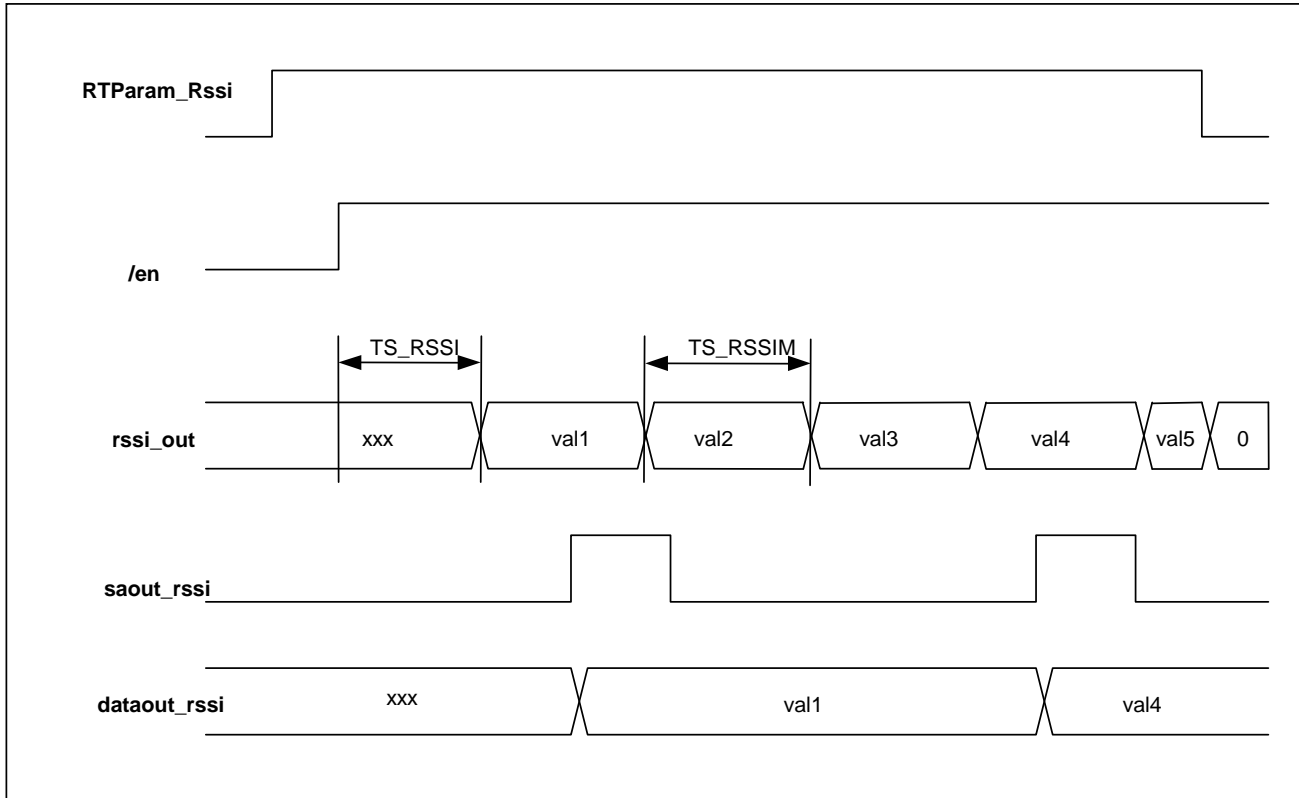 RTParam_Rssi
/en
TS_RSSI TS_RSSIM
rssi_out xxx val1 val2 val3 val4 val5 0
saout_rssi
dataout_rssi xxx val1 val4